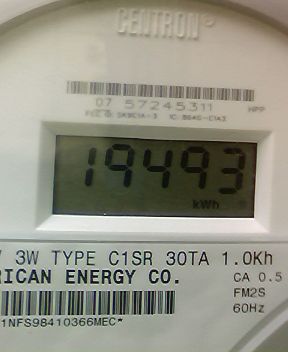 CENTRON®
07 57245311 HPP
19493
kWh
3W TYPE C1SR 30TA 1.0Kh
RICAN ENERGY CO. CA 0.5
FM2S
1NFS98410366MEC* 60Hz